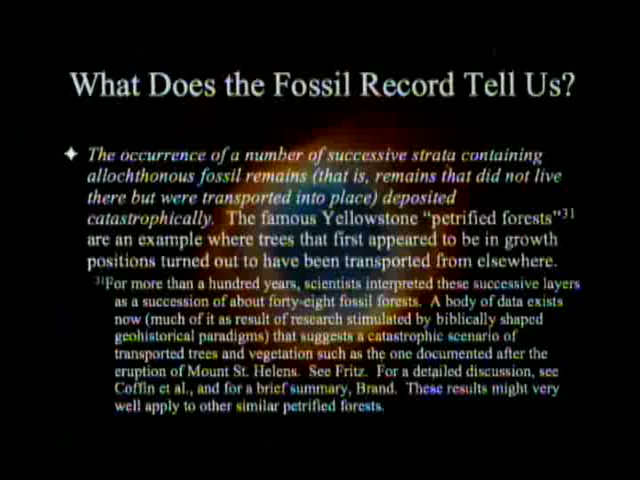 What Does the Fossil Record Tell Us?
✦ The occurrence of a number of successive strata containing
allochthonous fossil remains (that is, remains that did not live
there but were transported into place) deposited
catastrophically. The famous Yellowstone “petrified forests”31
are an example where trees that first appeared to be in growth
positions turned out to have been transported from elsewhere.
31For more than a hundred years, scientists interpreted these successive layers
as a succession of about forty-eight fossil forests. A body of data exists
now (much of it as result of research stimulated by biblically shaped
geohistorical paradigms) that suggests a catastrophic scenario of
transported trees and vegetation such as the one documented after the
eruption of Mount St. Helens. See Fritz. For a detailed discussion, see
Coffin et al., and for a brief summary, Brand. These results might very
well apply to other similar petrified forests.